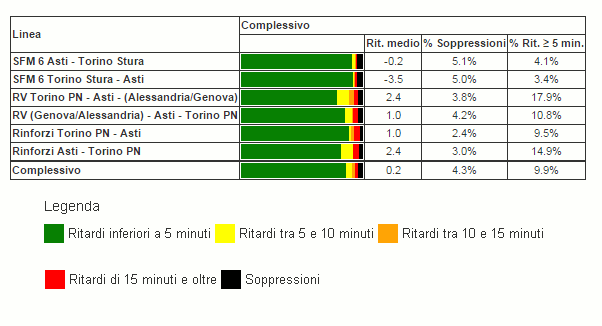 Linea Complessivo
Rit. medio % Soppressioni % Rit. ≥ 5 min.
SFM 6 Asti - Torino Stura -0.2 5.1% 4.1%
SFM 6 Torino Stura - Asti -3.5 5.0% 3.4%
RV Torino PN - Asti - (Alessandria/Genova) 2.4 3.8% 17.9%
RV (Genova/Alessandria) - Asti - Torino PN 1.0 4.2% 10.8%
Rinforzi Torino PN - Asti 1.0 2.4% 9.5%
Rinforzi Asti - Torino PN 2.4 3.0% 14.9%
Complessivo 0.2 4.3% 9.9%
Legenda
Ritardi inferiori a 5 minuti Ritardi tra 5 e 10 minuti Ritardi tra 10 e 15 minuti
Ritardi di 15 minuti e oltre Soppressioni